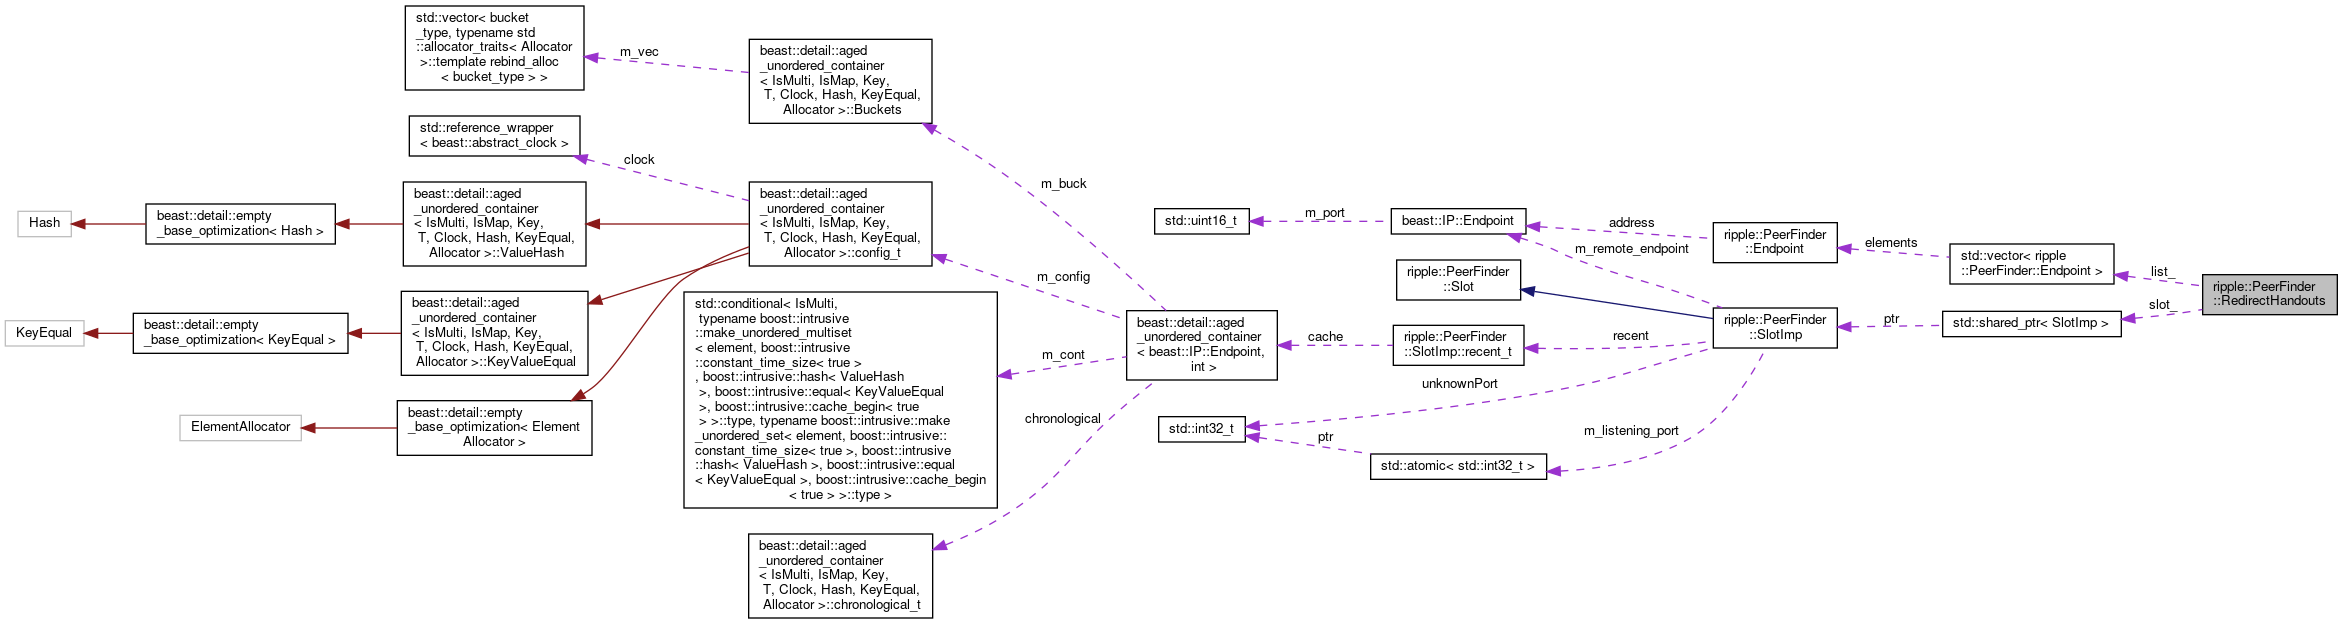 std::vector< bucket
_type, typename std
::allocator_traits< Allocator
>::template rebind_alloc
< bucket_type > >
m_vec
beast::detail::aged
_unordered_container
< IsMulti, IsMap, Key,
T, Clock, Hash, KeyEqual,
Allocator >::Buckets
std::reference_wrapper
< beast::abstract_clock >
clock
m_buck
Hash
beast::detail::empty
_base_optimization< Hash >
beast::detail::aged
_unordered_container
< IsMulti, IsMap, Key,
T, Clock, Hash, KeyEqual,
Allocator >::ValueHash
beast::detail::aged
_unordered_container
< IsMulti, IsMap, Key,
T, Clock, Hash, KeyEqual,
Allocator >::config_t
m_config
KeyEqual
beast::detail::empty
_base_optimization< KeyEqual >
beast::detail::aged
_unordered_container
< IsMulti, IsMap, Key,
T, Clock, Hash, KeyEqual,
Allocator >::KeyValueEqual
std::conditional< IsMulti,
typename boost::intrusive
::make_unordered_multiset
< element, boost::intrusive
::constant_time_size< true >
, boost::intrusive::hash< ValueHash
>, boost::intrusive::equal< KeyValueEqual
>, boost::intrusive::cache_begin< true
> >::type, typename boost::intrusive::make
_unordered_set< element, boost::intrusive::
constant_time_size< true >, boost::intrusive
::hash< ValueHash >, boost::intrusive::equal
< KeyValueEqual >, boost::intrusive::cache_begin
< true > >::type >
m_cont
ElementAllocator
beast::detail::empty
_base_optimization< Element
Allocator >
chronological
beast::detail::aged
_unordered_container
< IsMulti, IsMap, Key,
T, Clock, Hash, KeyEqual,
Allocator >::chronological_t
beast::detail::aged
_unordered_container
< beast::IP::Endpoint,
int >
cache
std::uint16_t
m_port
beast::IP::Endpoint
address
m_remote_endpoint
ripple::PeerFinder
::Endpoint
elements
std::vector< ripple
::PeerFinder::Endpoint >
list_
ripple::PeerFinder
::RedirectHandouts
slot_
ripple::PeerFinder
::Slot
ripple::PeerFinder
::SlotImp
ptr
std::shared_ptr< SlotImp >
ripple::PeerFinder
::SlotImp::recent_t
recent
unknownPort
std::int32_t
ptr
std::atomic< std::int32_t >
m_listening_port